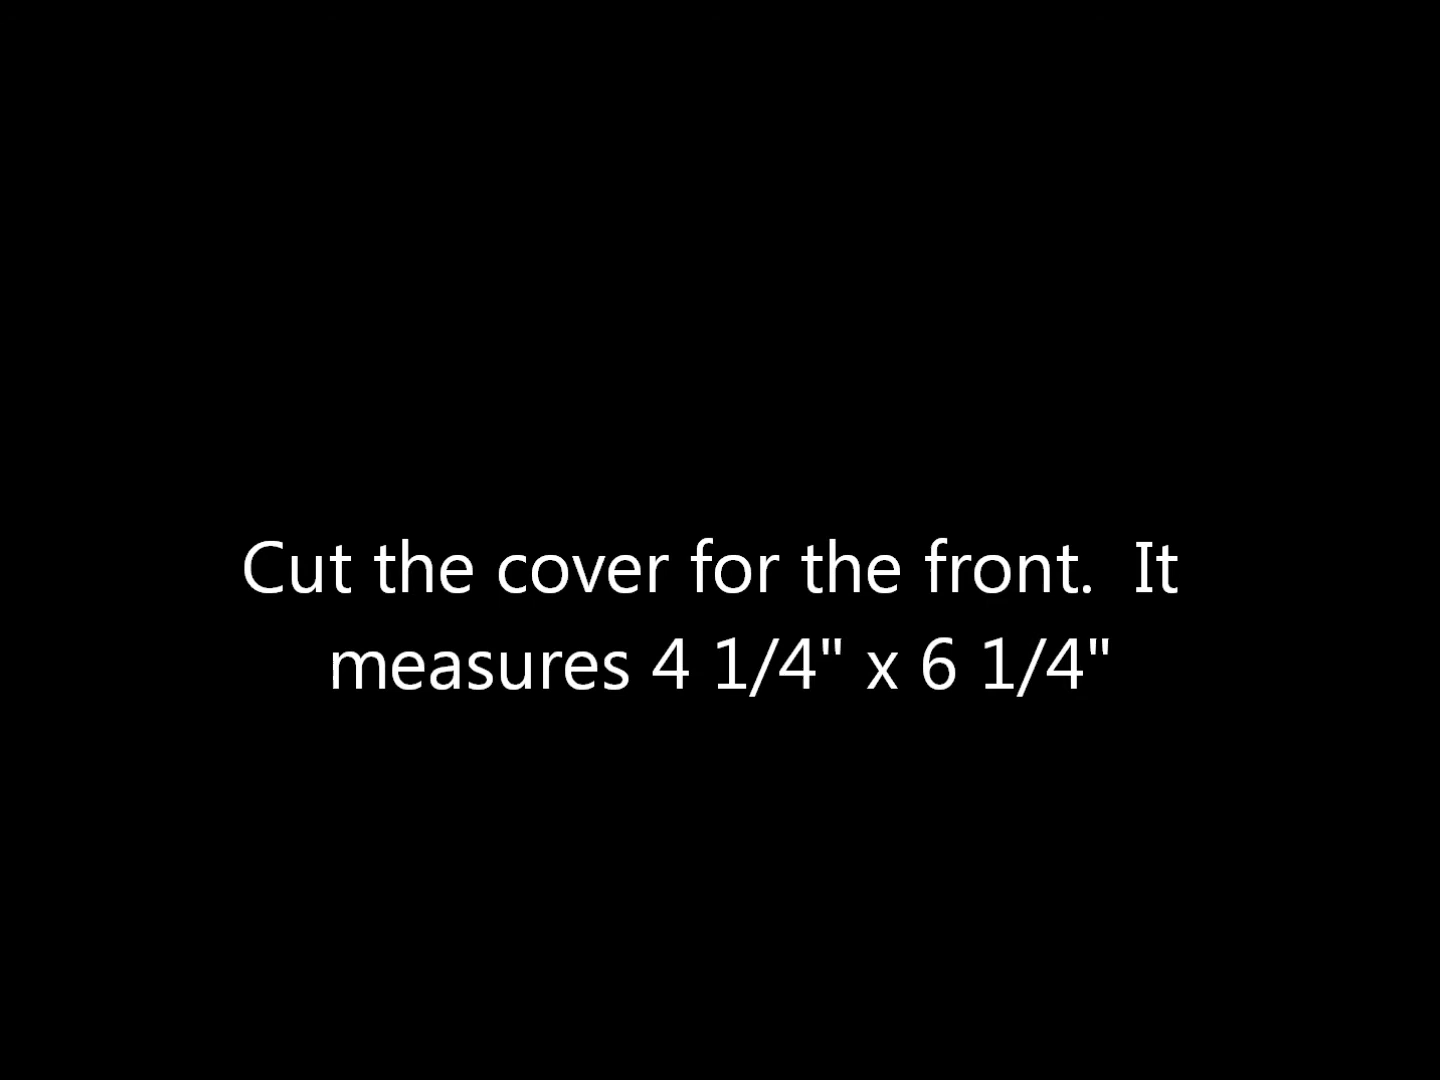 Cut the cover for the front.  It
measures 4 1/4" x 6 1/4"